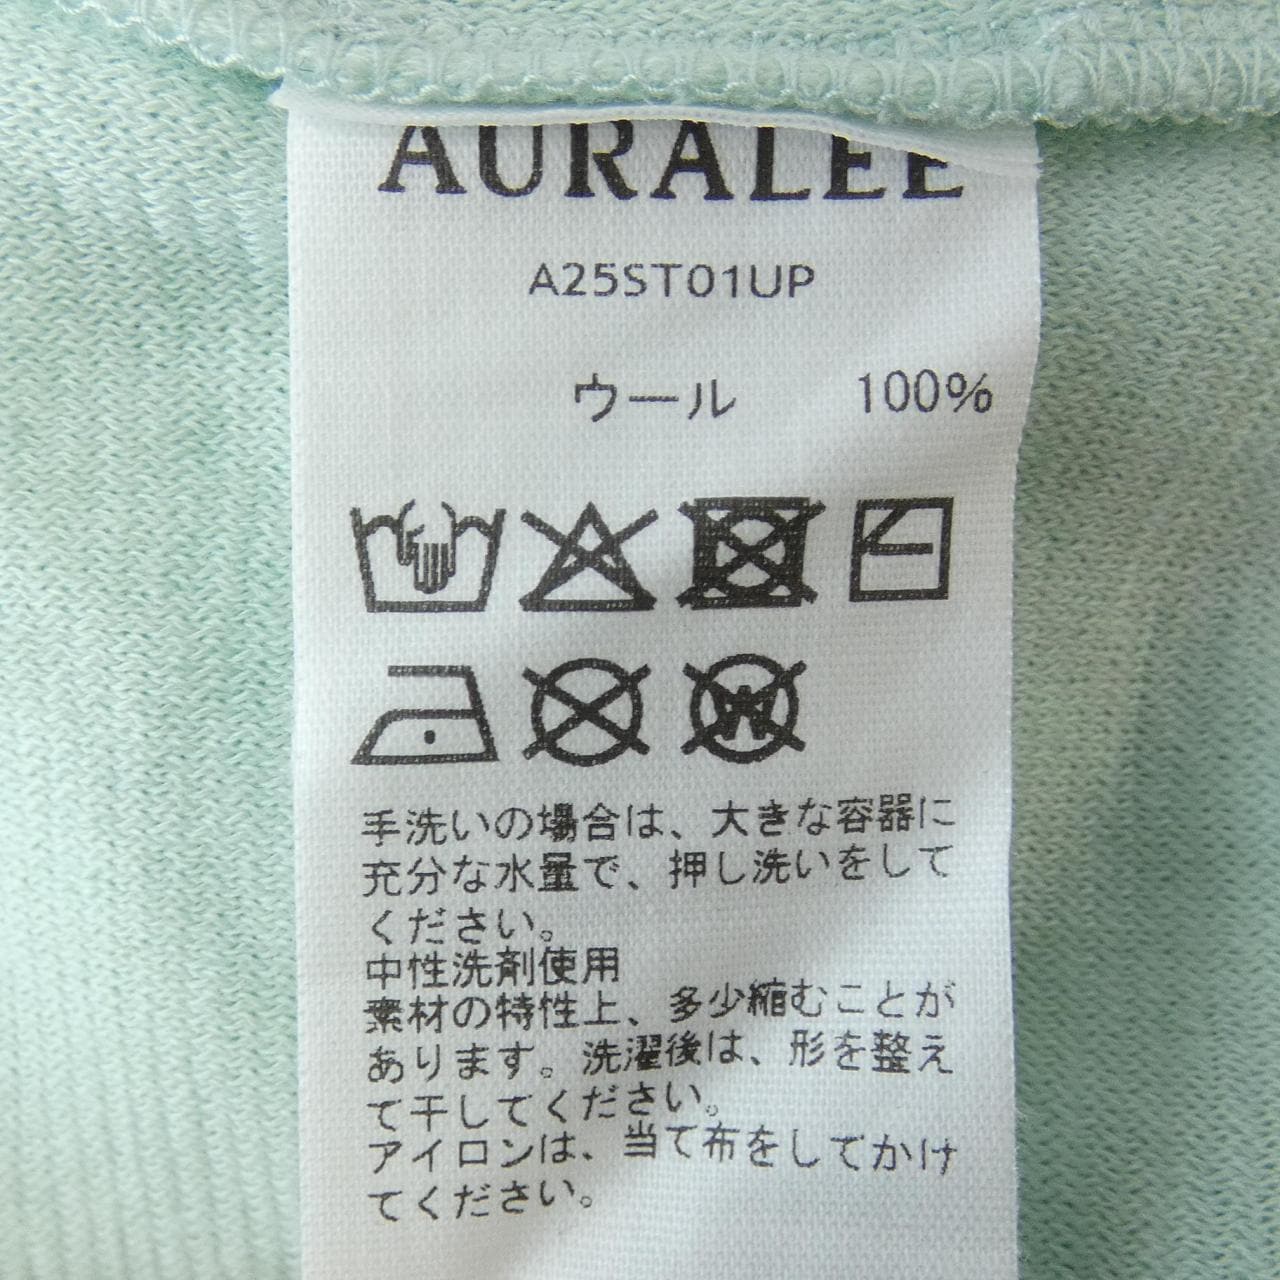 AURALEE
A25ST01UP
ウール 100%
W
手洗いの場合は、大きな容器に
充分な水量で、押し洗いをして
ください。
中性洗剤使用
素材の特性上、多少縮むことが
あります。洗濯後は、形を整え
て干してください。
アイロンは、当て布をしてかけ
てください。